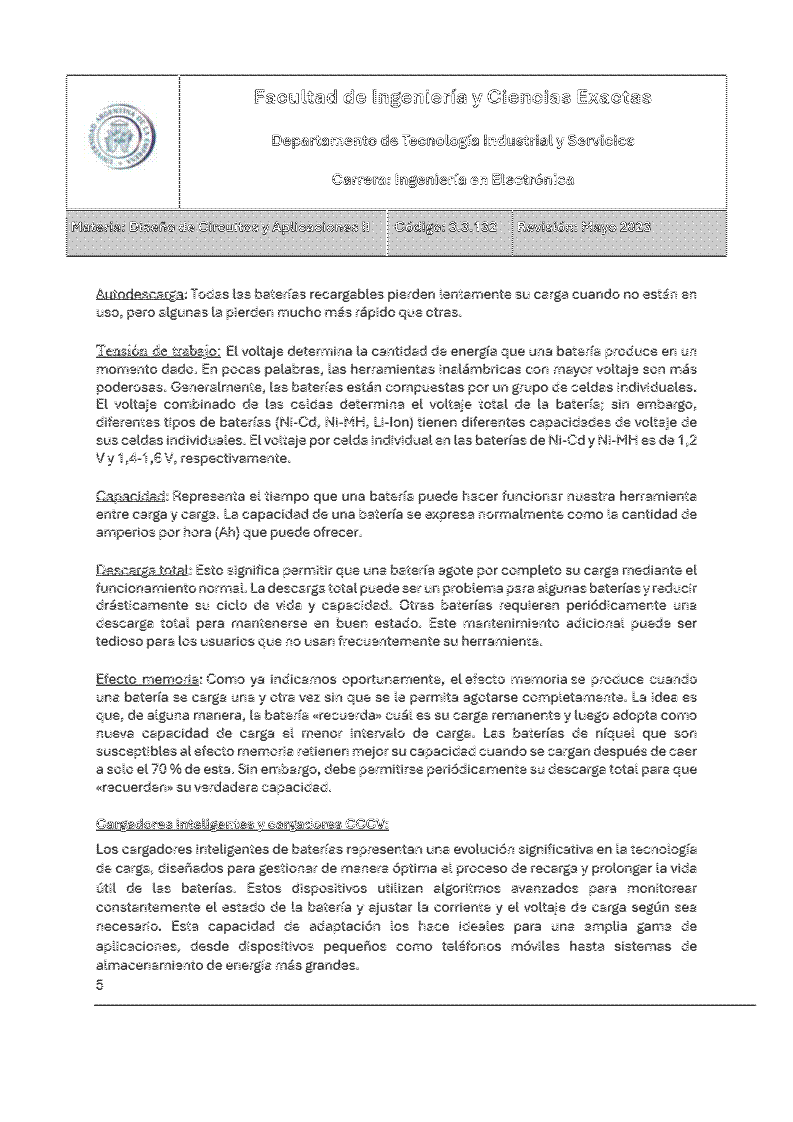 Facultad de Ingeniería y Ciencias Exactas
Departamento de Tecnología Industrial y Servicios
Carrera: Ingeniería en Electrónica
UNIVERSIDAD ARGENTINA DE LA EMPRESA
Materia: Diseño de Circuitos y Aplicaciones II Código: 3.3.132 Revisión: Mayo 2023
Autodescarga: Todas las baterías recargables pierden lentamente su carga cuando no están en
uso, pero algunas la pierden mucho más rápido que otras.
Tensión de trabajo: El voltaje determina la cantidad de energía que una batería produce en un
momento dado. En pocas palabras, las herramientas inalámbricas con mayor voltaje son más
poderosas. Generalmente, las baterías están compuestas por un grupo de celdas individuales.
El voltaje combinado de las celdas determina el voltaje total de la batería; sin embargo,
diferentes tipos de baterías (Ni-Cd, Ni-MH, Li-Ion) tienen diferentes capacidades de voltaje de
sus celdas individuales. El voltaje por celda individual en las baterías de Ni-Cd y Ni-MH es de 1,2
V y 1,4-1,6 V, respectivamente.
Capacidad: Representa el tiempo que una batería puede hacer funcionar nuestra herramienta
entre carga y carga. La capacidad de una batería se expresa normalmente como la cantidad de
amperios por hora (Ah) que puede ofrecer.
Descarga total: Esto significa permitir que una batería agote por completo su carga mediante el
funcionamiento normal. La descarga total puede ser un problema para algunas baterías y reducir
drásticamente su ciclo de vida y capacidad. Otras baterías requieren periódicamente una
descarga total para mantenerse en buen estado. Este mantenimiento adicional puede ser
tedioso para los usuarios que no usan frecuentemente su herramienta.
Efecto memoria: Como ya indicamos oportunamente, el efecto memoria se produce cuando
una batería se carga una y otra vez sin que se le permita agotarse completamente. La idea es
que, de alguna manera, la batería «recuerda» cuál es su carga remanente y luego adopta como
nueva capacidad de carga el menor intervalo de carga. Las baterías de níquel que son
susceptibles al efecto memoria retienen mejor su capacidad cuando se cargan después de caer
a solo el 70 % de esta. Sin embargo, debe permitirse periódicamente su descarga total para que
«recuerden» su verdadera capacidad.
Cargadores inteligentes y cargadores CCCV:
Los cargadores inteligentes de baterías representan una evolución significativa en la tecnología
de carga, diseñados para gestionar de manera óptima el proceso de recarga y prolongar la vida
útil de las baterías. Estos dispositivos utilizan algoritmos avanzados para monitorear
constantemente el estado de la batería y ajustar la corriente y el voltaje de carga según sea
necesario. Esta capacidad de adaptación los hace ideales para una amplia gama de
aplicaciones, desde dispositivos pequeños como teléfonos móviles hasta sistemas de
almacenamiento de energía más grandes.
5